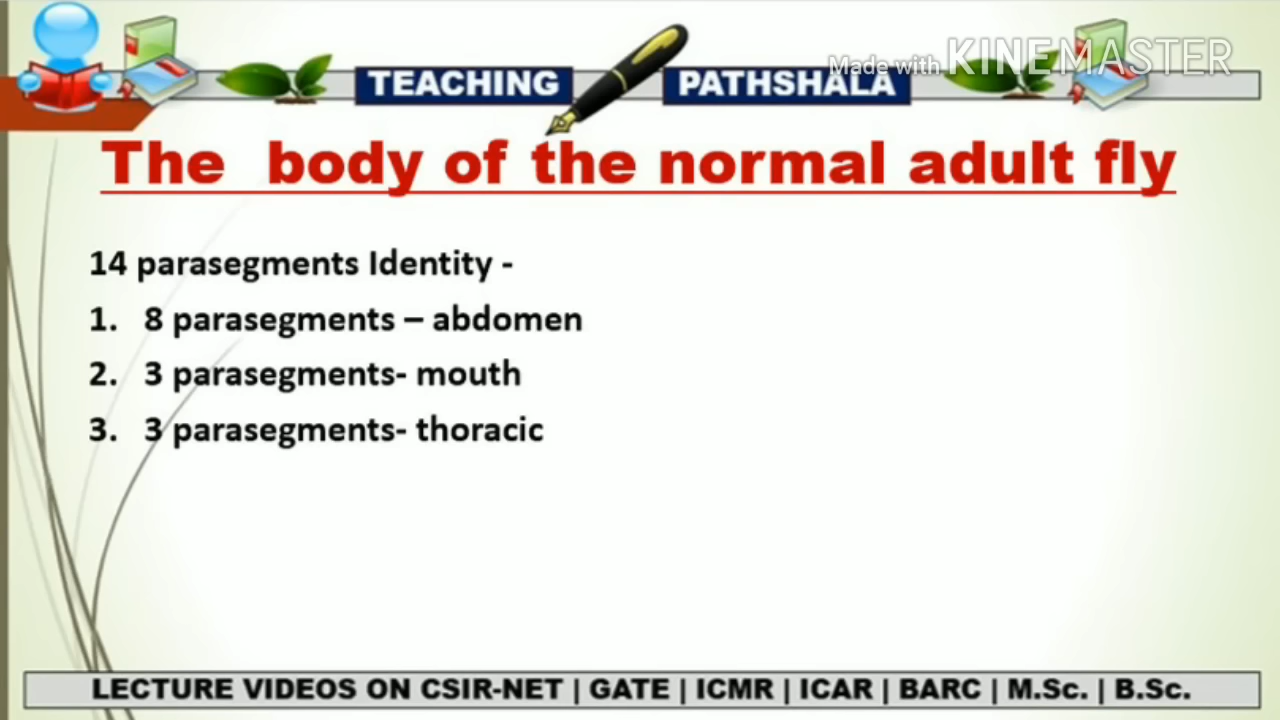 Made with KINEMASTER
TEACHING PATHSHALA
The body of the normal adult fly
14 parasegments Identity -
1. 8 parasegments – abdomen
2. 3 parasegments- mouth
3. 3 parasegments- thoracic
LECTURE VIDEOS ON CSIR-NET | GATE | ICMR | ICAR | BARC | M.Sc. | B.Sc.